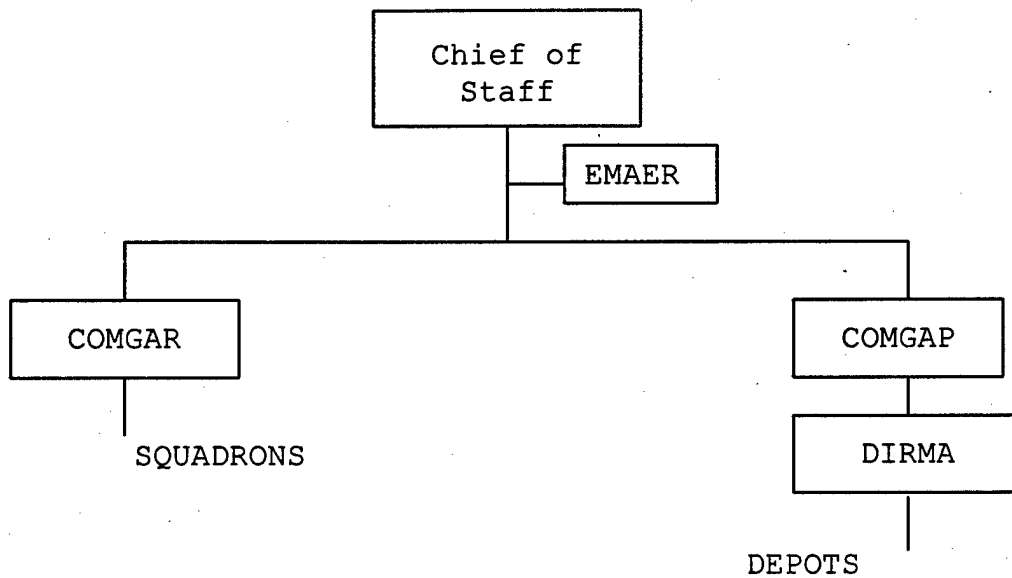 Chief of
Staff
EMAER
COMGAR
COMGAP
SQUADRONS
DIRMA
DEPOTS